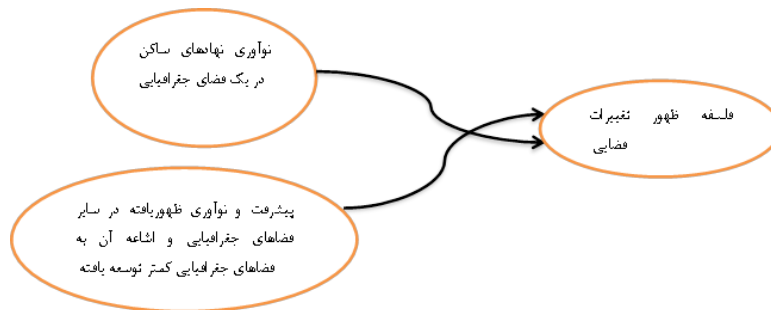 نوآوری نهادهای ساکن
در یک فضای جغرافیایی
فلسفه ظهور تغییرات
فضایی
پیشرفت و نوآوری ظهوریافته در سایر
فضاهای جغرافیایی و اشاعه آن به
فضاهای جغرافیایی کمتر توسعه یافته